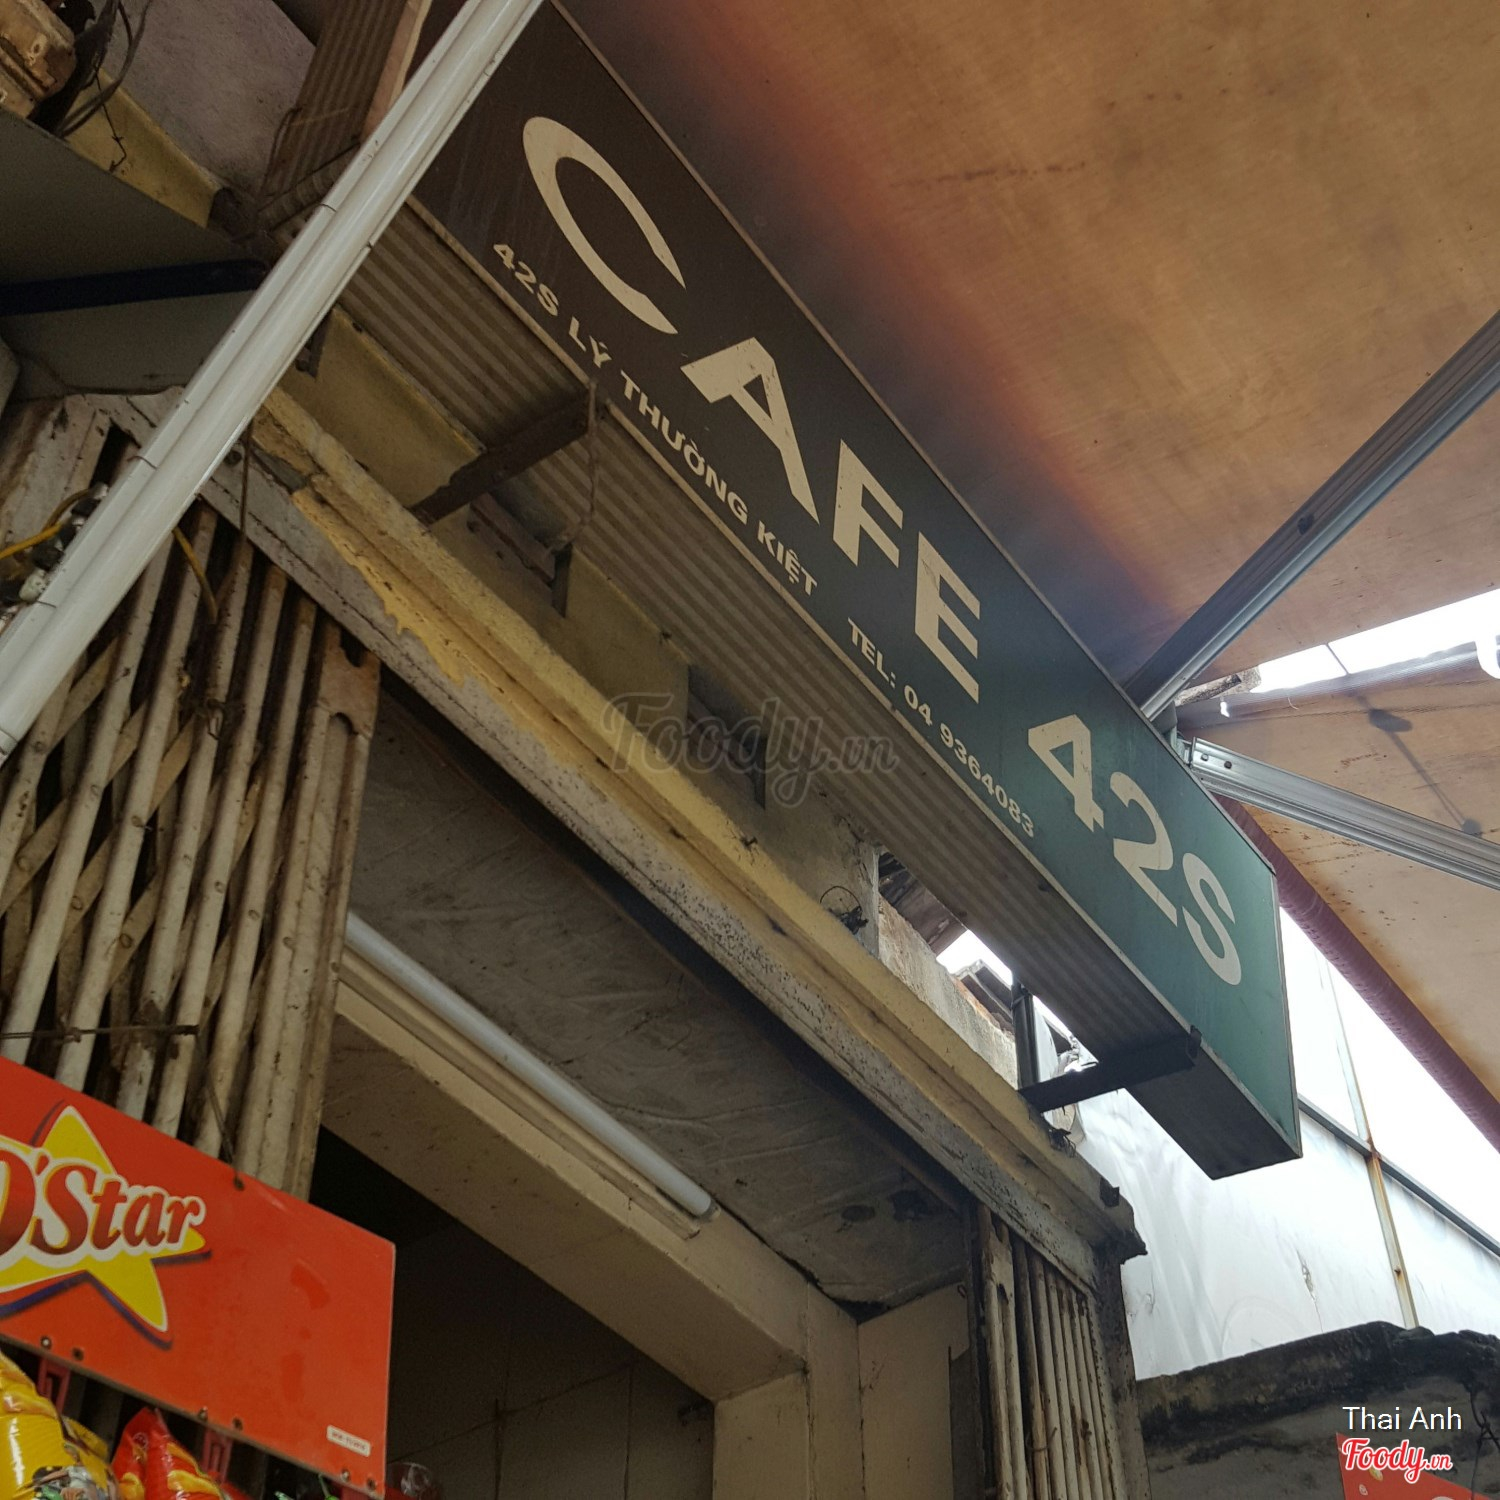 CAFE 42S
42S LÝ THƯỜNG KIỆT TEL: 04 9364083
O'Star
Foody.vn
Thai Anh
Foody.vn